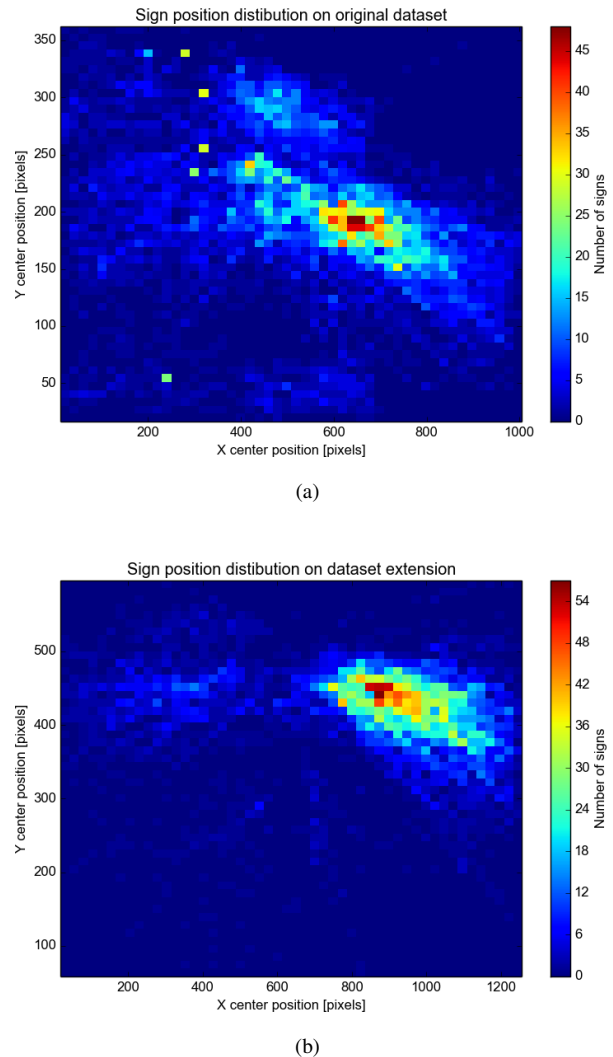 Sign position distibution on original dataset
350
300
250
200
150
100
50
Y center position [pixels]
200 400 600 800 1000
X center position [pixels]
45
40
35
30
25
20
15
10
5
0
Number of signs
(a)
Sign position distibution on dataset extension
500
400
300
200
100
Y center position [pixels]
200 400 600 800 1000 1200
X center position [pixels]
54
48
42
36
30
24
18
12
6
0
Number of signs
(b)